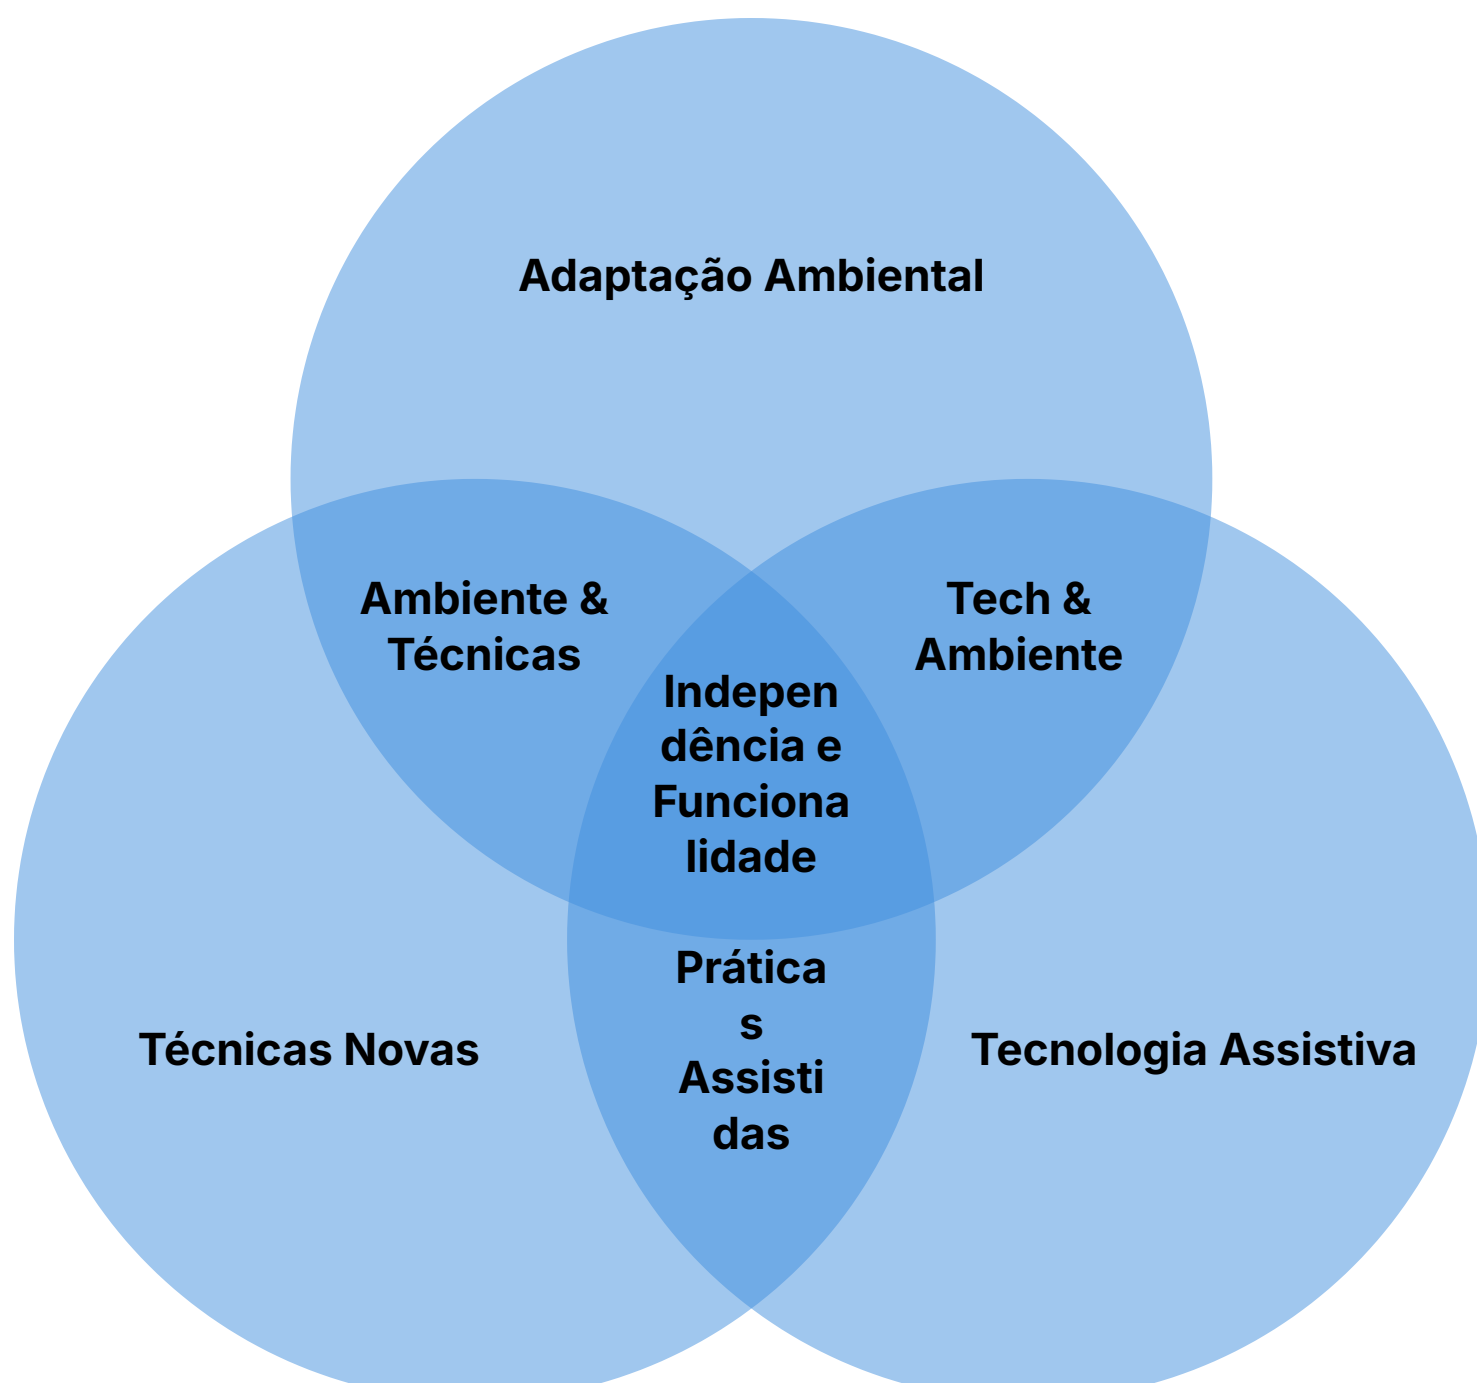 Adaptação Ambiental
Ambiente &
Técnicas
Tech &
Ambiente
Indepen
dência e
Funciona
lidade
Prática
s
Assisti
das
Técnicas Novas
Tecnologia Assistiva